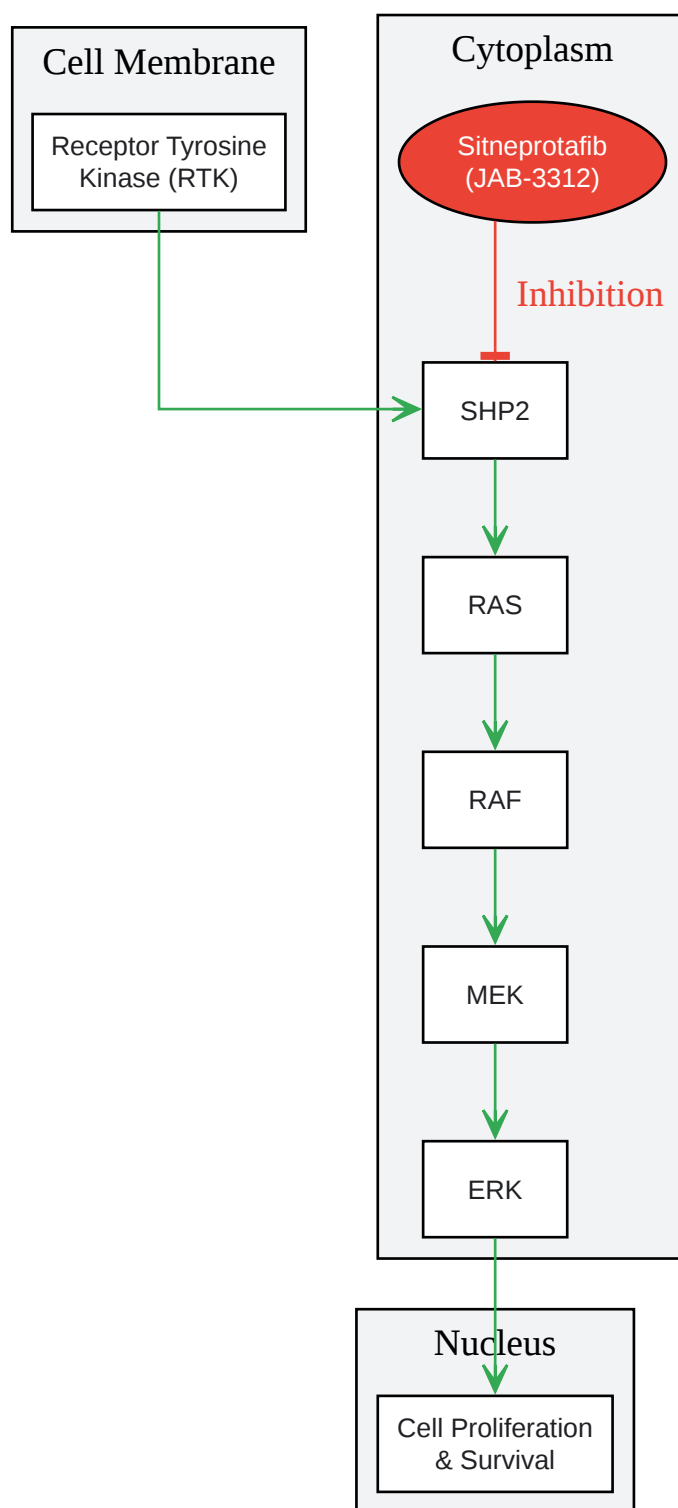 Cell Membrane
Receptor Tyrosine
Kinase (RTK)
Cytoplasm
Sitneprotafib
(JAB-3312)
Inhibition
SHP2
RAS
RAF
MEK
ERK
Nucleus
Cell Proliferation
& Survival